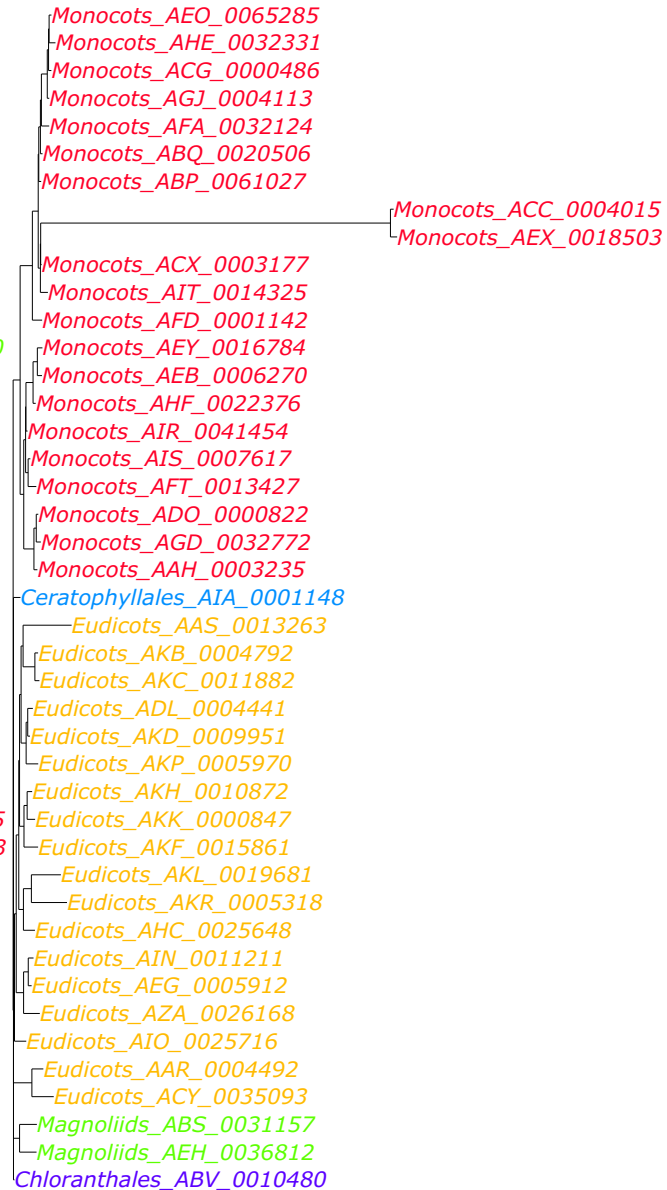 Monocots_AEO_0065285
Monocots_AHE_0032331
Monocots_ACG_0000486
Monocots_AGJ_0004113
Monocots_AFA_0032124
Monocots_ABQ_0020506
Monocots_ABP_0061027
Monocots_ACC_0004015
Monocots_AEX_0018503
Monocots_ACX_0003177
Monocots_AIT_0014325
Monocots_AFD_0001142
Monocots_AEY_0016784
Monocots_AEB_0006270
Monocots_AHF_0022376
Monocots_AIR_0041454
Monocots_AIS_0007617
Monocots_AFT_0013427
Monocots_ADO_0000822
Monocots_AGD_0032772
Monocots_AAH_0003235
Ceratophyllales_AIA_0001148
Eudicots_AAS_0013263
Eudicots_AKB_0004792
Eudicots_AKC_0011882
Eudicots_ADL_0004441
Eudicots_AKD_0009951
Eudicots_AKP_0005970
Eudicots_AKH_0010872
Eudicots_AKK_0000847
Eudicots_AKF_0015861
Eudicots_AKL_0019681
Eudicots_AKR_0005318
Eudicots_AHC_0025648
Eudicots_AIN_0011211
Eudicots_AEG_0005912
Eudicots_AZA_0026168
Eudicots_AIO_0025716
Eudicots_AAR_0004492
Eudicots_ACY_0035093
Magnoliids_ABS_0031157
Magnoliids_AEH_0036812
Chloranthales_ABV_0010480